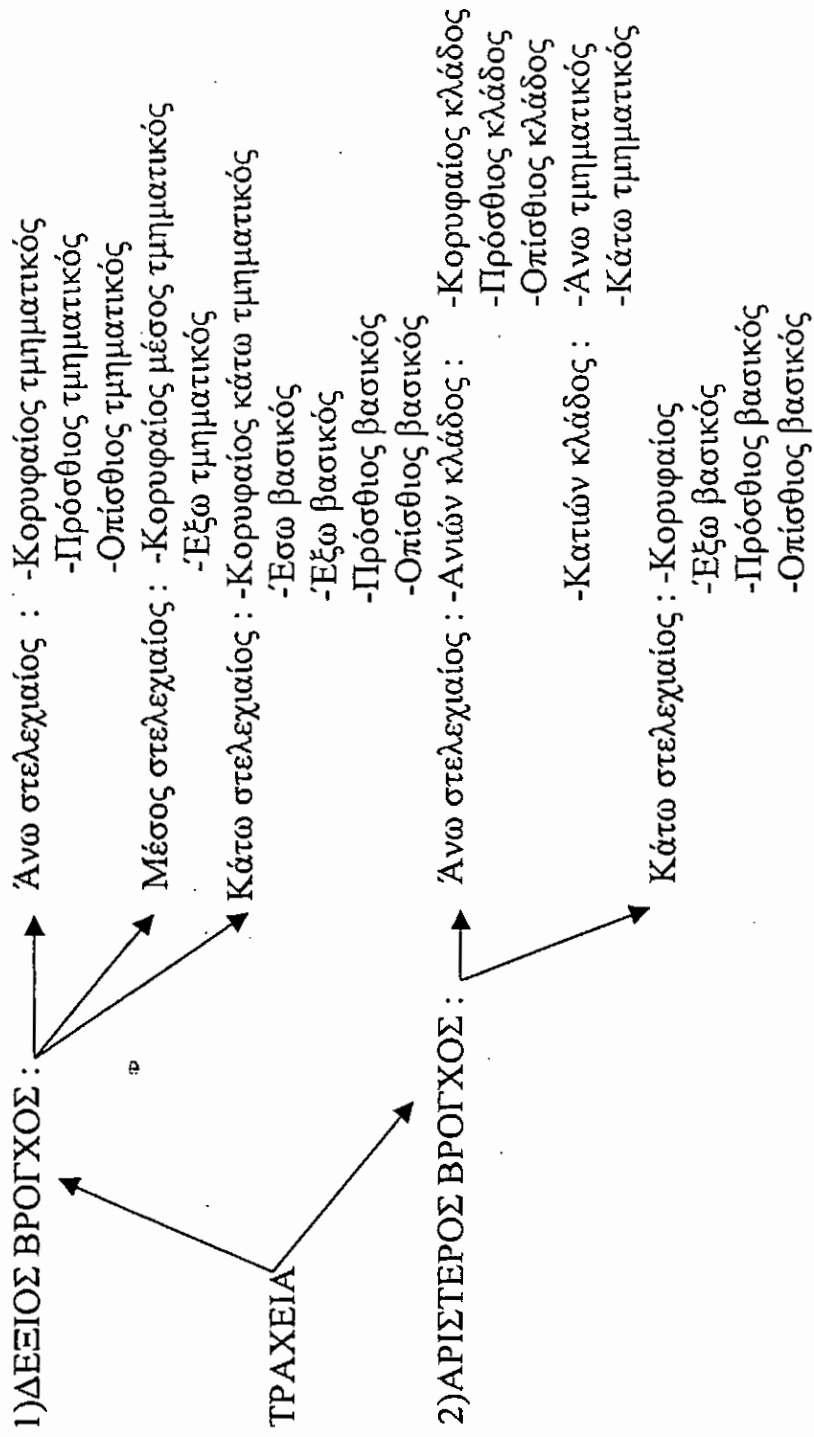 1)ΔΕΞΙΟΣ ΒΡΟΓΧΟΣ :
Άνω στελεχιαίος : -Κορυφαίος τμηματικός
-Πρόσθιος τμηματικός
-Οπίσθιος τμηματικός
Μέσος στελεχιαίος : -Κορυφαίος μέσος τμηματικός
-Έξω τμηματικός
Κάτω στελεχιαίος : -Κορυφαίος κάτω τμηματικός
-Έσω βασικός
-Έξω βασικός
-Πρόσθιος βασικός
-Οπίσθιος βασικός
ΤΡΑΧΕΙΑ
2)ΑΡΙΣΤΕΡΟΣ ΒΡΟΓΧΟΣ :
Άνω στελεχιαίος : -Ανιών κλάδος : -Κορυφαίος κλάδος
-Πρόσθιος κλάδος
-Οπίσθιος κλάδος
-Κατιών κλάδος : -Άνω τμηματικός
-Κάτω τμηματικός
Κάτω στελεχιαίος : -Κορυφαίος
-Έξω βασικός
-Πρόσθιος βασικός
-Οπίσθιος βασικός